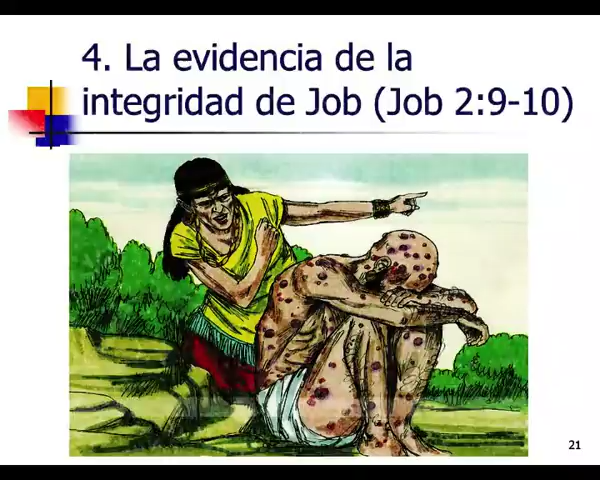 4. La evidencia de la
integridad de Job (Job 2:9-10)
21